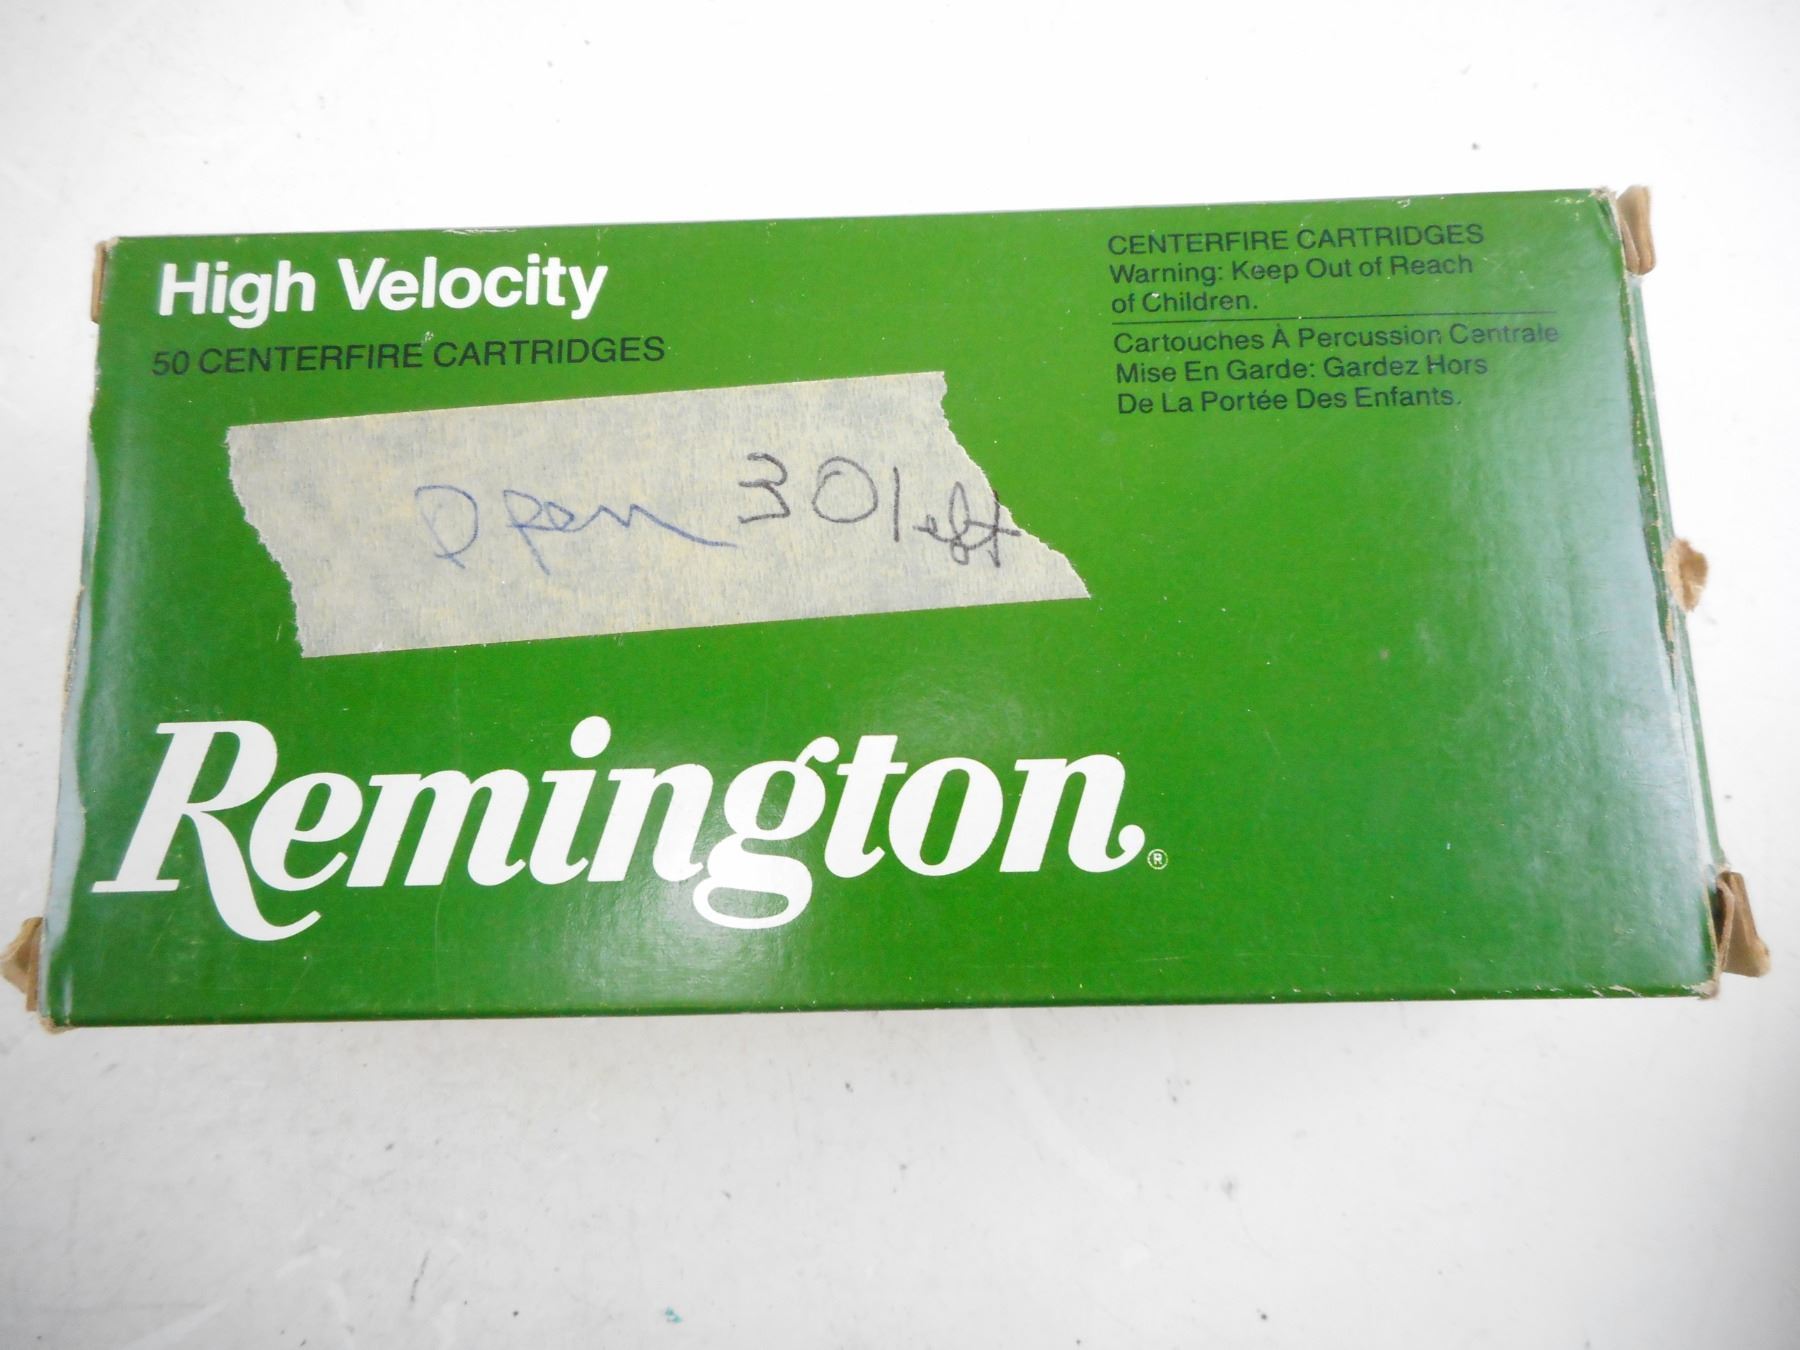 High Velocity
50 CENTERFIRE CARTRIDGES
CENTERFIRE CARTRIDGES
Warning: Keep Out of Reach
of Children.
Cartouches À Percussion Centrale
Mise En Garde: Gardez Hors
De La Portée Des Enfants.
Open 30 left
Remington®